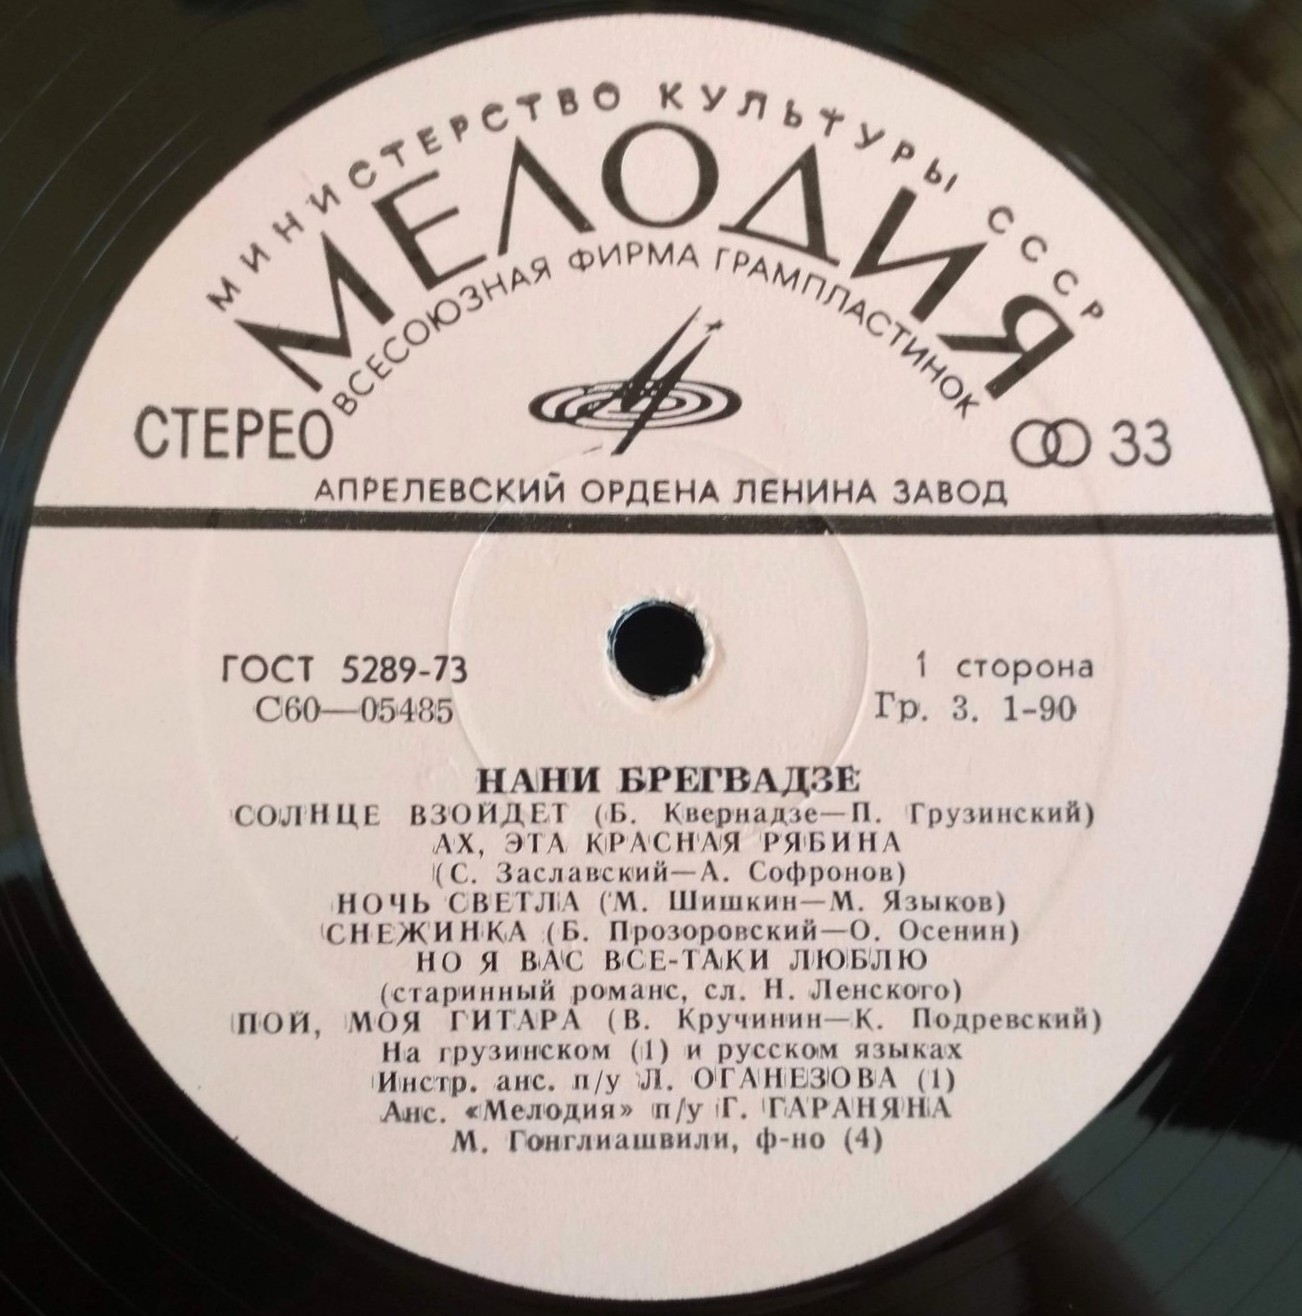 МИНИСТЕРСТВО КУЛЬТУРЫ СССР
МЕЛОДИЯ
ВСЕСОЮЗНАЯ ФИРМА ГРАМПЛАСТИНОК
СТЕРЕО
33
АПРЕЛЕВСКИЙ ОРДЕНА ЛЕНИНА ЗАВОД
ГОСТ 5289-73
1 сторона
С60—05485
Гр. 3. 1-90
НАНИ БРЕГВАДЗЕ
СОЛНЦЕ ВЗОЙДЕТ (Б. Квернадзе—П. Грузинский)
АХ, ЭТА КРАСНАЯ РЯБИНА
(С. Заславский—А. Софронов)
НОЧЬ СВЕТЛА (М. Шишкин—М. Языков)
СНЕЖИНКА (Б. Прозоровский—О. Осенин)
НО Я ВАС ВСЕ-ТАКИ ЛЮБЛЮ
(старинный романс, сл. Н. Ленского)
ПОЙ, МОЯ ГИТАРА (В. Кручинин—К. Подревский)
На грузинском (1) и русском языках
Инстр. анс. п/у Л. ОГАНЕЗОВА (1)
Анс. «Мелодия» п/у Г. ГАРАНЯНА
М. Гонглиашвили, ф-но (4)